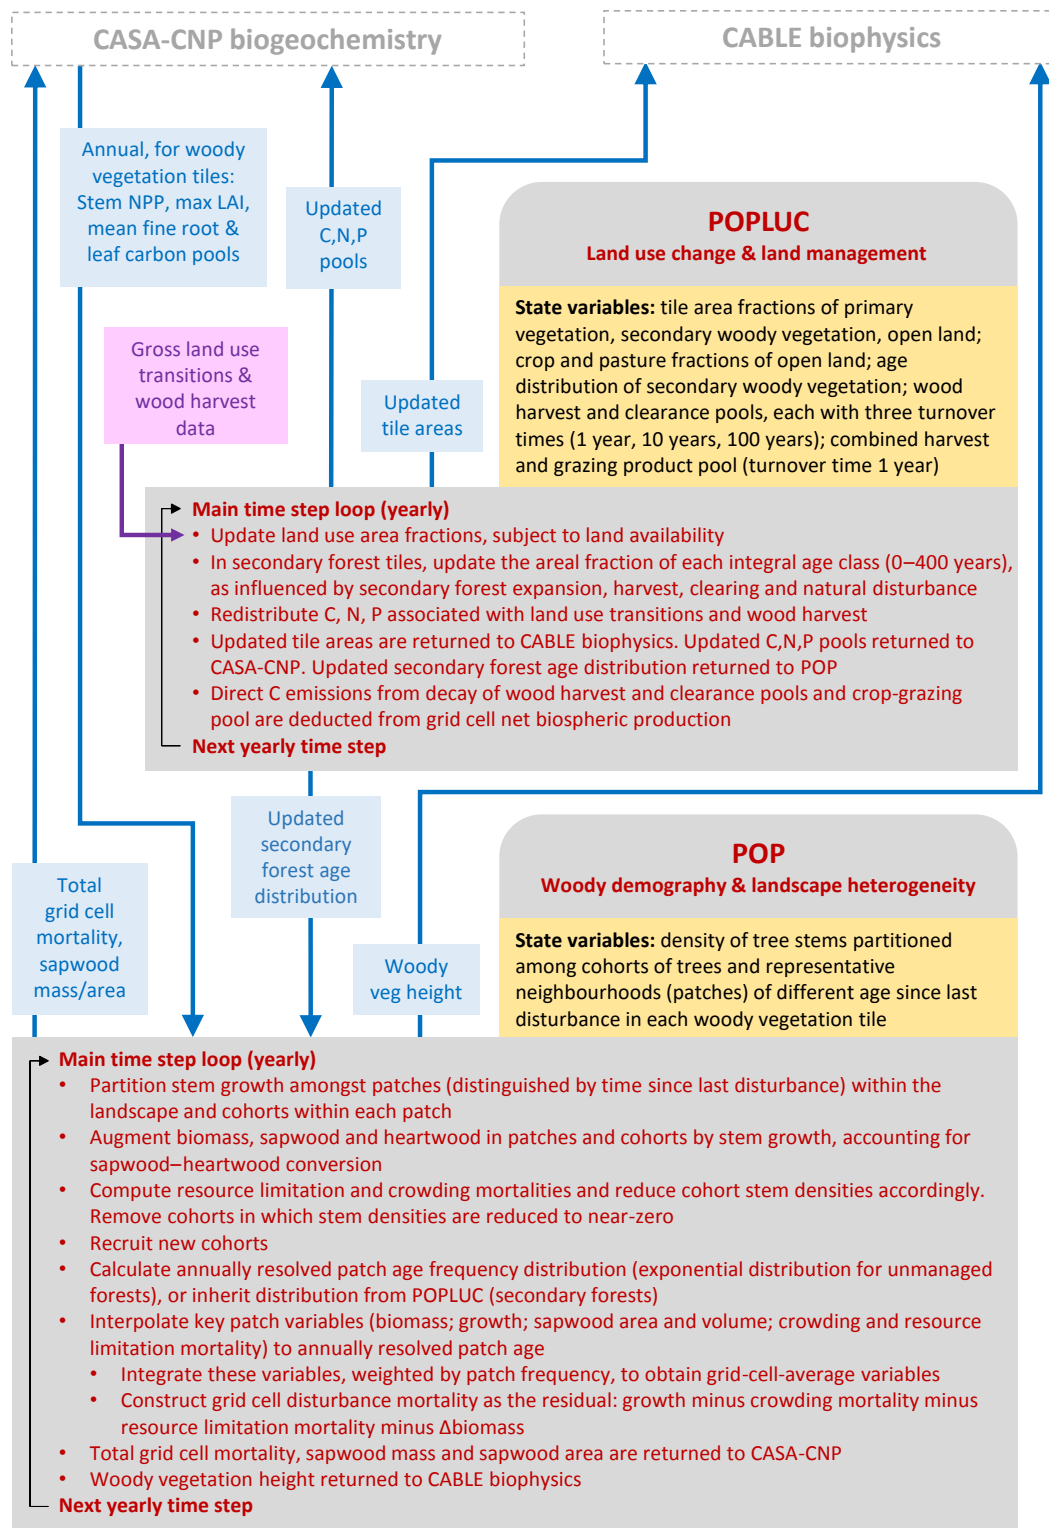 CASA-CNP biogeochemistry
CABLE biophysics
Annual, for woody
vegetation tiles:
Stem NPP, max LAI,
mean fine root &
leaf carbon pools
Updated
C,N,P
pools
Gross land use
transitions &
wood harvest
data
Updated
tile areas
POPLUC
Land use change & land management
State variables: tile area fractions of primary
vegetation, secondary woody vegetation, open land;
crop and pasture fractions of open land; age
distribution of secondary woody vegetation; wood
harvest and clearance pools, each with three turnover
times (1 year, 10 years, 100 years); combined harvest
and grazing product pool (turnover time 1 year)
Main time step loop (yearly)
• Update land use area fractions, subject to land availability
• In secondary forest tiles, update the areal fraction of each integral age class (0–400 years),
as influenced by secondary forest expansion, harvest, clearing and natural disturbance
• Redistribute C, N, P associated with land use transitions and wood harvest
• Updated tile areas are returned to CABLE biophysics. Updated C,N,P pools returned to
CASA-CNP. Updated secondary forest age distribution returned to POP
• Direct C emissions from decay of wood harvest and clearance pools and crop-grazing
pool are deducted from grid cell net biospheric production
Next yearly time step
Updated
secondary
forest age
distribution
Total
grid cell
mortality,
sapwood
mass/area
Woody
veg height
POP
Woody demography & landscape heterogeneity
State variables: density of tree stems partitioned
among cohorts of trees and representative
neighbourhoods (patches) of different age since last
disturbance in each woody vegetation tile
Main time step loop (yearly)
• Partition stem growth amongst patches (distinguished by time since last disturbance) within the
landscape and cohorts within each patch
• Augment biomass, sapwood and heartwood in patches and cohorts by stem growth, accounting for
sapwood–heartwood conversion
• Compute resource limitation and crowding mortalities and reduce cohort stem densities accordingly.
Remove cohorts in which stem densities are reduced to near-zero
• Recruit new cohorts
• Calculate annually resolved patch age frequency distribution (exponential distribution for unmanaged
forests), or inherit distribution from POPLUC (secondary forests)
• Interpolate key patch variables (biomass; growth; sapwood area and volume; crowding and resource
limitation mortality) to annually resolved patch age
• Integrate these variables, weighted by patch frequency, to obtain grid-cell-average variables
• Construct grid cell disturbance mortality as the residual: growth minus crowding mortality minus
resource limitation mortality minus Δbiomass
• Total grid cell mortality, sapwood mass and sapwood area are returned to CASA-CNP
• Woody vegetation height returned to CABLE biophysics
Next yearly time step